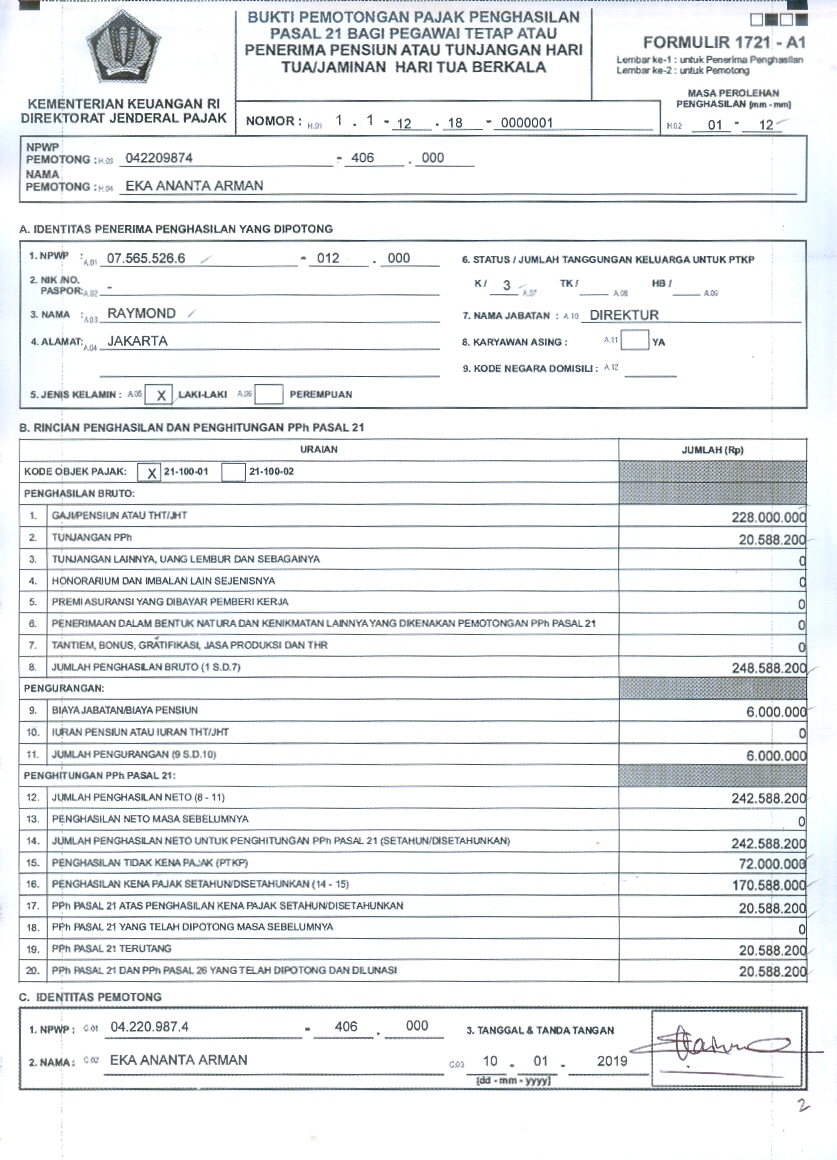 BUKTI PEMOTONGAN PAJAK PENGHASILAN
PASAL 21 BAGI PEGAWAI TETAP ATAU
PENERIMA PENSIUN ATAU TUNJANGAN HARI
TUA/JAMINAN HARI TUA BERKALA
FORMULIR 1721 - A1
Lembar ke-1 : untuk Penerima Penghasilan
Lembar ke-2 : untuk Pemotong
KEMENTERIAN KEUANGAN RI
DIREKTORAT JENDERAL PAJAK
NOMOR : H.01 1 . 1 - 12 . 18 - 0000001
MASA PEROLEHAN
PENGHASILAN [mm - mm]
H.02 01 - 12
NPWP
PEMOTONG : H.03 042209874 - 406 . 000
NAMA
PEMOTONG : H.04 EKA ANANTA ARMAN
A. IDENTITAS PENERIMA PENGHASILAN YANG DIPOTONG
1. NPWP : A.01 07.565.526.6 - 012 . 000
2. NIK /NO.
PASPOR: A.02 -
3. NAMA : A.03 RAYMOND
4. ALAMAT: A.04 JAKARTA
5. JENIS KELAMIN : A.05 X LAKI-LAKI A.06 PEREMPUAN
6. STATUS / JUMLAH TANGGUNGAN KELUARGA UNTUK PTKP
K / 3 A.07 TK / A.08 HB / A.09
7. NAMA JABATAN : A.10 DIREKTUR
8. KARYAWAN ASING : A.11 YA
9. KODE NEGARA DOMISILI : A.12
B. RINCIAN PENGHASILAN DAN PENGHITUNGAN PPh PASAL 21
URAIAN JUMLAH (Rp)
KODE OBJEK PAJAK: X 21-100-01 21-100-02
PENGHASILAN BRUTO:
1. GAJI/PENSIUN ATAU THT/JHT 228.000.000
2. TUNJANGAN PPh 20.588.200
3. TUNJANGAN LAINNYA, UANG LEMBUR DAN SEBAGAINYA 0
4. HONORARIUM DAN IMBALAN LAIN SEJENISNYA 0
5. PREMI ASURANSI YANG DIBAYAR PEMBERI KERJA 0
6. PENERIMAAN DALAM BENTUK NATURA DAN KENIKMATAN LAINNYA YANG DIKENAKAN PEMOTONGAN PPh PASAL 21 0
7. TANTIEM, BONUS, GRATIFIKASI, JASA PRODUKSI DAN THR 0
8. JUMLAH PENGHASILAN BRUTO (1 S.D.7) 248.588.200
PENGURANGAN:
9. BIAYA JABATAN/BIAYA PENSIUN 6.000.000
10. IURAN PENSIUN ATAU IURAN THT/JHT 0
11. JUMLAH PENGURANGAN (9 S.D.10) 6.000.000
PENGHITUNGAN PPh PASAL 21:
12. JUMLAH PENGHASILAN NETO (8 - 11) 242.588.200
13. PENGHASILAN NETO MASA SEBELUMNYA 0
14. JUMLAH PENGHASILAN NETO UNTUK PENGHITUNGAN PPh PASAL 21 (SETAHUN/DISETAHUNKAN) 242.588.200
15. PENGHASILAN TIDAK KENA PAJAK (PTKP) 72.000.000
16. PENGHASILAN KENA PAJAK SETAHUN/DISETAHUNKAN (14 - 15) 170.588.000
17. PPh PASAL 21 ATAS PENGHASILAN KENA PAJAK SETAHUN/DISETAHUNKAN 20.588.200
18. PPh PASAL 21 YANG TELAH DIPOTONG MASA SEBELUMNYA 0
19. PPh PASAL 21 TERUTANG 20.588.200
20. PPh PASAL 21 DAN PPh PASAL 26 YANG TELAH DIPOTONG DAN DILUNASI 20.588.200
C. IDENTITAS PEMOTONG
1. NPWP : C.01 04.220.987.4 - 406 . 000
2. NAMA : C.02 EKA ANANTA ARMAN
3. TANGGAL & TANDA TANGAN
C.03 10 - 01 - 2019
[dd - mm - yyyy]
2